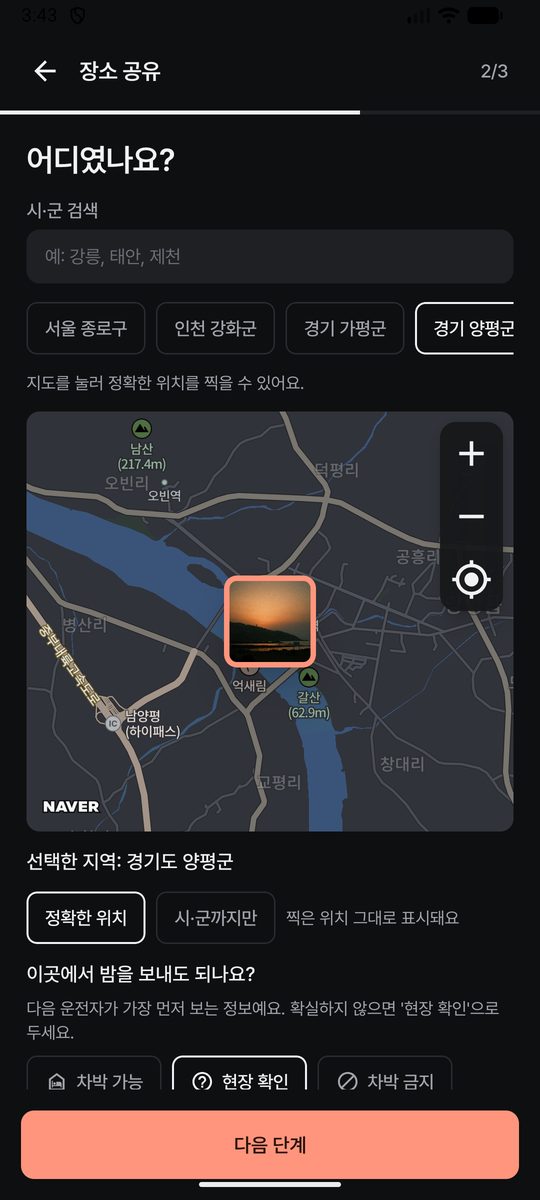 3:43
장소 공유
2/3
어디였나요?
시·군 검색
예: 강릉, 태안, 제천
서울 종로구
인천 강화군
경기 가평군
경기 양평군
지도를 눌러 정확한 위치를 찍을 수 있어요.
남산
(217.4m)
오빈리
오빈역
덕평리
공흥리
병산리
중부내륙고속도로
억새림
갈산
(62.9m)
IC
남양평
(하이패스)
창대리
교평리
NAVER
선택한 지역: 경기도 양평군
정확한 위치
시·군까지만
찍은 위치 그대로 표시돼요
이곳에서 밤을 보내도 되나요?
다음 운전자가 가장 먼저 보는 정보예요. 확실하지 않으면 '현장 확인'으로
두세요.
차박 가능
현장 확인
차박 금지
다음 단계